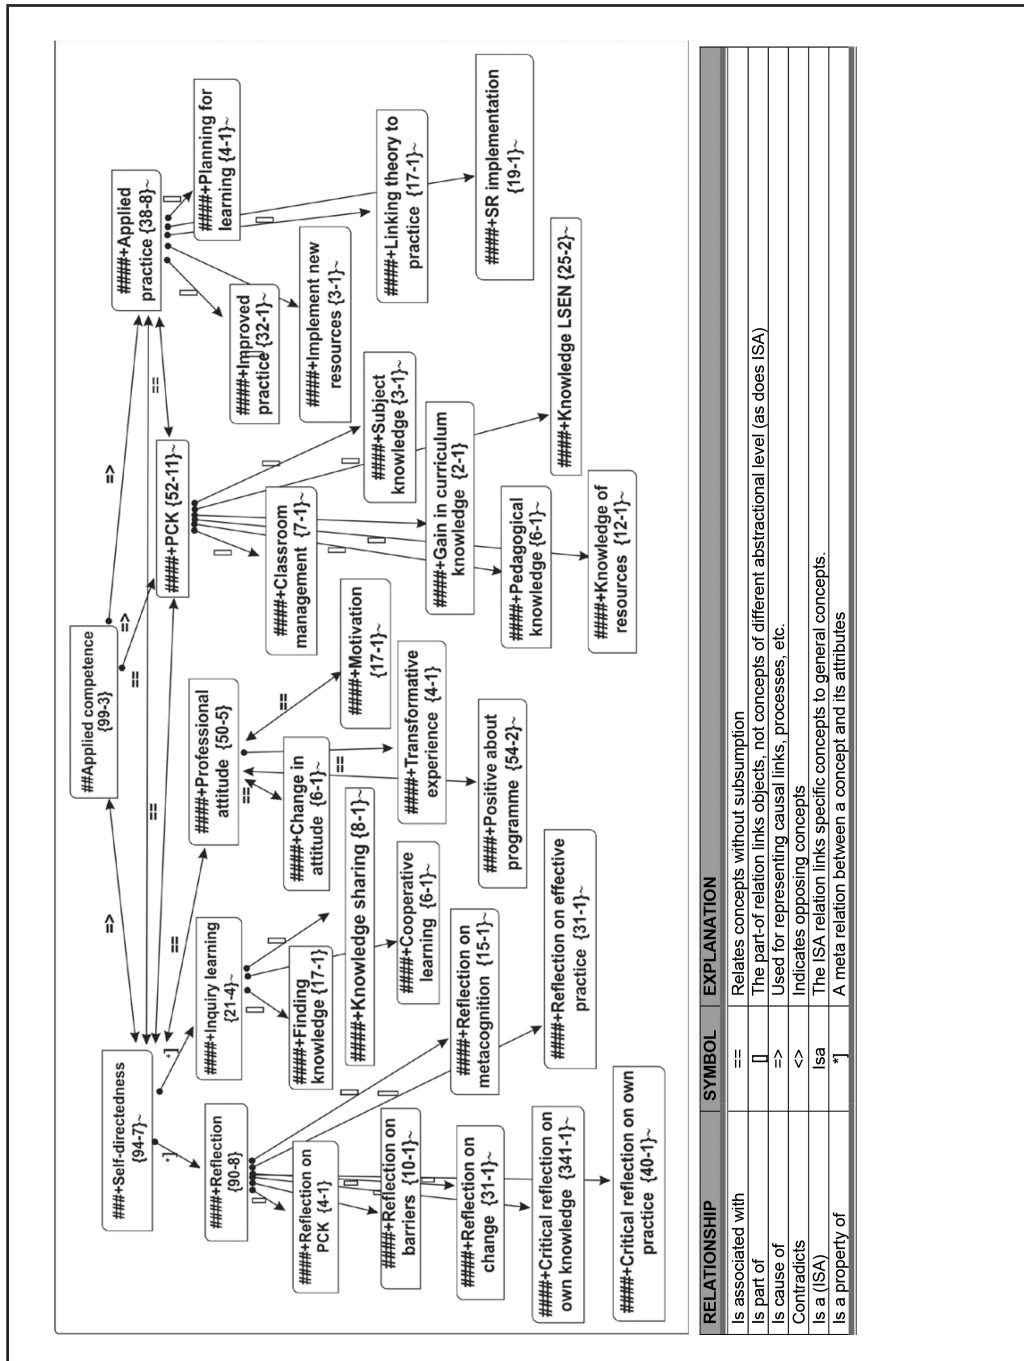 ##Applied competence
{99-3}
=>
=>
=>
==
==
==
==
###+Self-directedness
{94-7~
*]
*]
####+Reflection
{90-8}
####+Inquiry learning
{21-4}~
####+Professional
attitude {50-5}
####+PCK {52-11}~
####+Applied
practice {38-8}~
[]
####+Reflection on
PCK {4-1}
####+Reflection on
barriers {10-1}~
####+Reflection on
change {31-1}~
####+Critical reflection on
own knowledge {341-1}~
####+Critical reflection on own
practice {40-1}~
####+Reflection on
metacognition {15-1}~
####+Reflection on effective
practice {31-1}~
####+Finding
knowledge {17-1}~
####+Knowledge sharing {8-1}~
####+Cooperative
learning {6-1}~
==
==
==
####+Change in
attitude {6-1}~
####+Motivation
{17-1}~
####+Transformative
experience {4-1}
####+Positive about
programme {54-2}~
####+Classroom
management {7-1}~
####+Subject
knowledge {3-1}~
####+Gain in curriculum
knowledge {2-1}
####+Pedagogical
knowledge {6-1}~
####+Knowledge LSEN {25-2}~
####+Knowledge of
resources {12-1}~
####+Improved
practice {32-1}~
####+Planning for
learning {4-1}~
####+Implement new
resources {3-1}~
####+Linking theory to
practice {17-1}~
####+SR implementation
{19-1}~
RELATIONSHIP SYMBOL EXPLANATION
Is associated with == Relates concepts without subsumption
Is part of [] The part-of relation links objects, not concepts of different abstractional level (as does ISA)
Is cause of => Used for representing causal links, processes, etc.
Contradicts <> Indicates opposing concepts
Is a (ISA) Isa The ISA relation links specific concepts to general concepts.
Is a property of *] A meta relation between a concept and its attributes